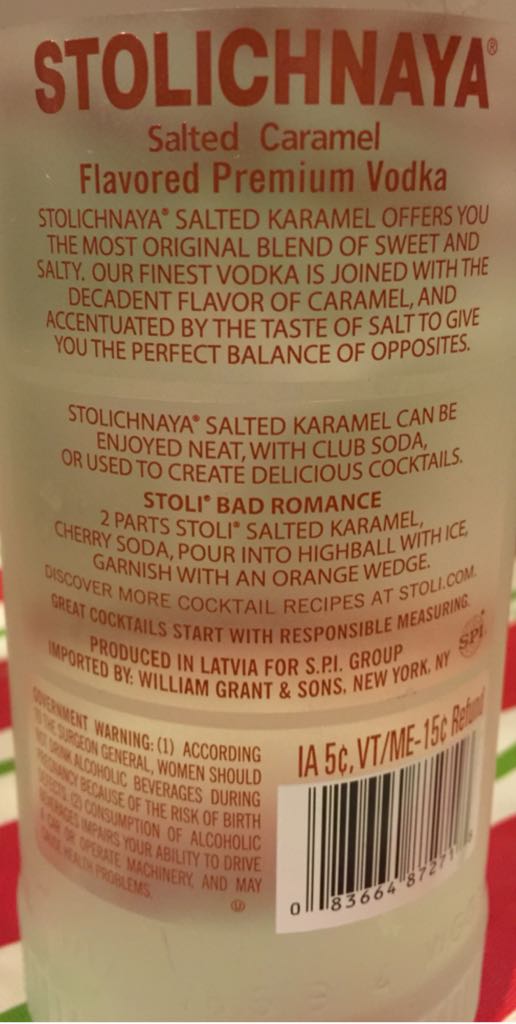 STOLICHNAYA®
Salted Caramel
Flavored Premium Vodka
STOLICHNAYA® SALTED KARAMEL OFFERS YOU
THE MOST ORIGINAL BLEND OF SWEET AND
SALTY. OUR FINEST VODKA IS JOINED WITH THE
DECADENT FLAVOR OF CARAMEL, AND
ACCENTUATED BY THE TASTE OF SALT TO GIVE
YOU THE PERFECT BALANCE OF OPPOSITES.
STOLICHNAYA® SALTED KARAMEL CAN BE
ENJOYED NEAT, WITH CLUB SODA,
OR USED TO CREATE DELICIOUS COCKTAILS.
STOLI® BAD ROMANCE
2 PARTS STOLI® SALTED KARAMEL,
CHERRY SODA, POUR INTO HIGHBALL WITH ICE,
GARNISH WITH AN ORANGE WEDGE.
DISCOVER MORE COCKTAIL RECIPES AT STOLI.COM.
GREAT COCKTAILS START WITH RESPONSIBLE MEASURING.
PRODUCED IN LATVIA FOR S.P.I. GROUP
IMPORTED BY: WILLIAM GRANT & SONS, NEW YORK, NY
SPI
GOVERNMENT WARNING: (1) ACCORDING
TO THE SURGEON GENERAL, WOMEN SHOULD
NOT DRINK ALCOHOLIC BEVERAGES DURING
PREGNANCY BECAUSE OF THE RISK OF BIRTH
DEFECTS. (2) CONSUMPTION OF ALCOHOLIC
BEVERAGES IMPAIRS YOUR ABILITY TO DRIVE
A CAR OR OPERATE MACHINERY, AND MAY
CAUSE HEALTH PROBLEMS.
IA 5¢, VT/ME-15¢ Refund
0 83664 87271